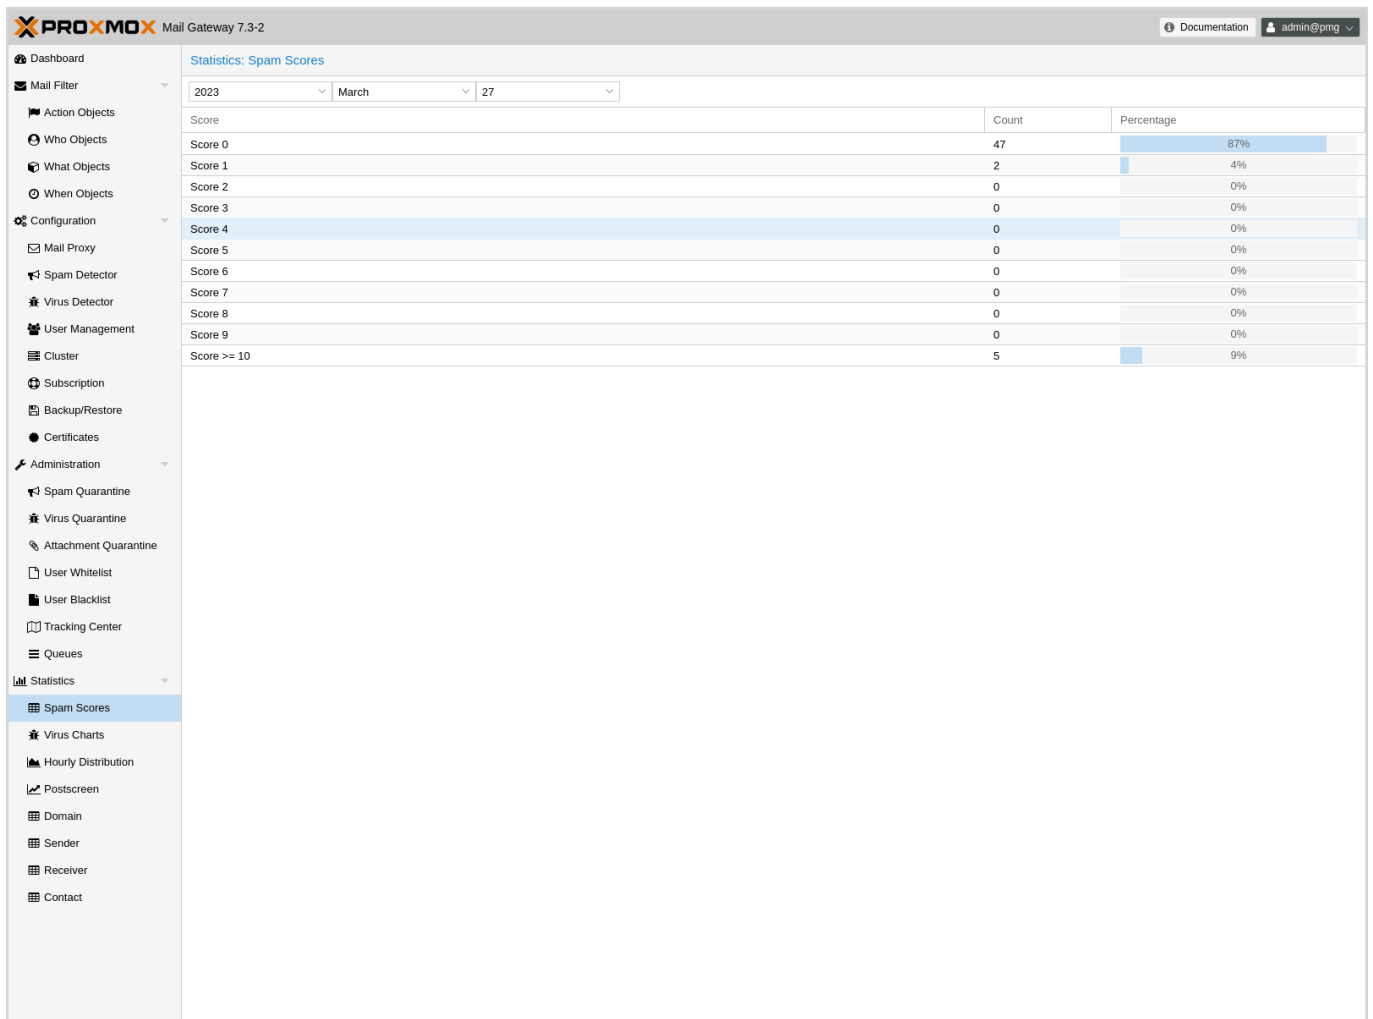 PROXMOX Mail Gateway 7.3-2
Documentation
admin@pmg
Dashboard
Mail Filter
Action Objects
Who Objects
What Objects
When Objects
Configuration
Mail Proxy
Spam Detector
Virus Detector
User Management
Cluster
Subscription
Backup/Restore
Certificates
Administration
Spam Quarantine
Virus Quarantine
Attachment Quarantine
User Whitelist
User Blacklist
Tracking Center
Queues
Statistics
Spam Scores
Virus Charts
Hourly Distribution
Postscreen
Domain
Sender
Receiver
Contact
Statistics: Spam Scores
2023 March 27
Score Count Percentage
Score 0 47 87%
Score 1 2 4%
Score 2 0 0%
Score 3 0 0%
Score 4 0 0%
Score 5 0 0%
Score 6 0 0%
Score 7 0 0%
Score 8 0 0%
Score 9 0 0%
Score >= 10 5 9%